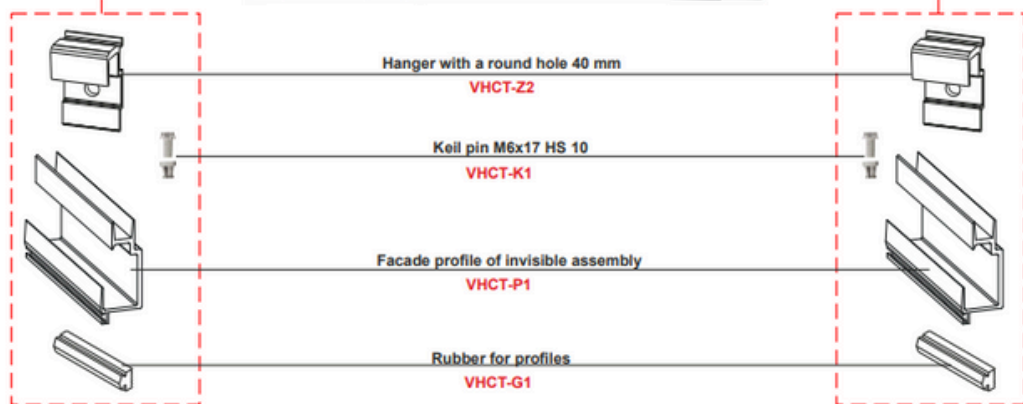 Hanger with a round hole 40 mm
VHCT-Z2
Keil pin M6x17 HS 10
VHCT-K1
Facade profile of invisible assembly
VHCT-P1
Rubber for profiles
VHCT-G1